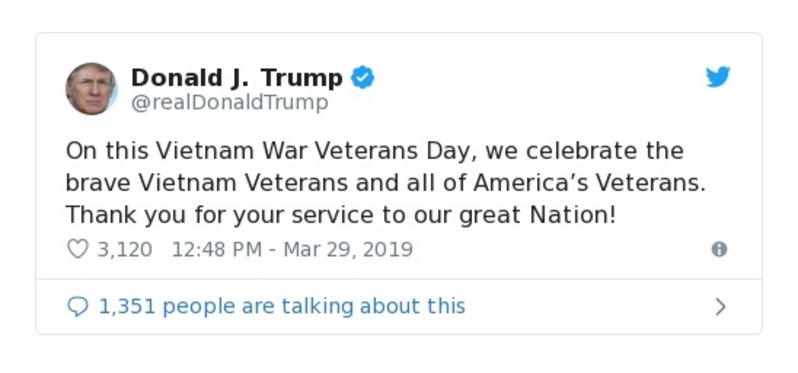 Donald J. Trump
@realDonaldTrump
On this Vietnam War Veterans Day, we celebrate the
brave Vietnam Veterans and all of America’s Veterans.
Thank you for your service to our great Nation!
3,120 12:48 PM - Mar 29, 2019
1,351 people are talking about this